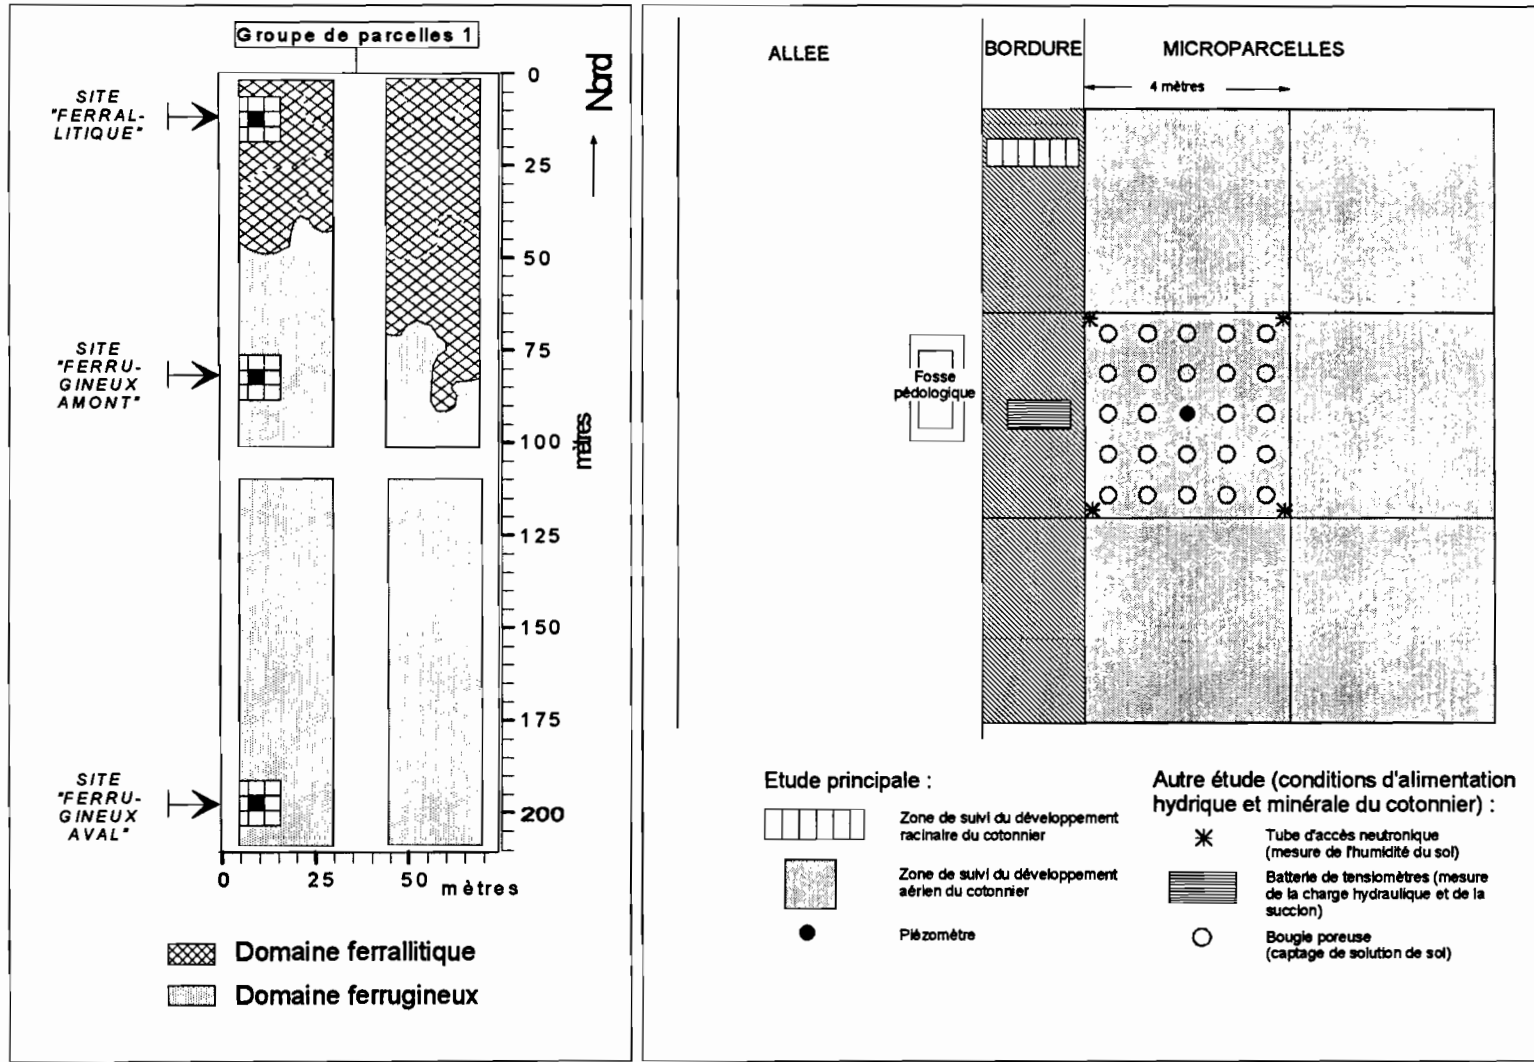 Groupe de parcelles 1
SITE
"FERRAL-
LITIQUE"
SITE
"FERRU-
GINEUX
AMONT"
SITE
"FERRU-
GINEUX
AVAL"
Nord
0
25
50
75
100
125
150
175
200
mètres
0
25
50
mètres
Domaine ferrallitique
Domaine ferrugineux
ALLEE
BORDURE
MICROPARCELLES
4 mètres
Fosse
pédologique
Etude principale :
Zone de suivi du développement
racinaire du cotonnier
Zone de suivi du développement
aérien du cotonnier
Piézomètre
Autre étude (conditions d'alimentation
hydrique et minérale du cotonnier) :
Tube d'accès neutronique
(mesure de l'humidité du sol)
Batterie de tensiomètres (mesure
de la charge hydraulique et de la
succion)
Bougie poreuse
(captage de solution de sol)